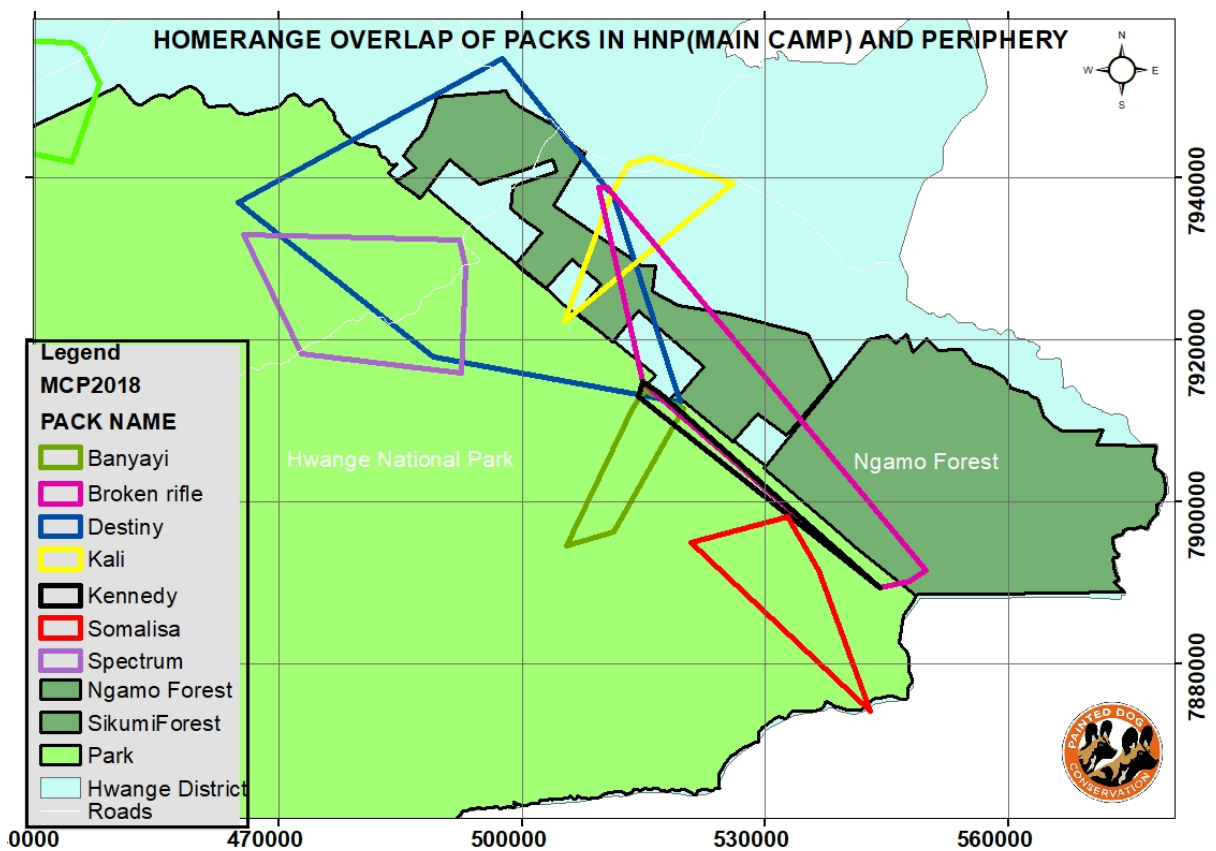 HOMERANGE OVERLAP OF PACKS IN HNP(MAIN CAMP) AND PERIPHERY
N
W E
S
7940000
7920000
7900000
7880000
Hwange National Park
Ngamo Forest
Legend
MCP2018
PACK NAME
Banyayi
Broken rifle
Destiny
Kali
Kennedy
Somalisa
Spectrum
Ngamo Forest
SikumiForest
Park
Hwange District
Roads
PAINTED DOG
CONSERVATION
470000
500000
530000
560000